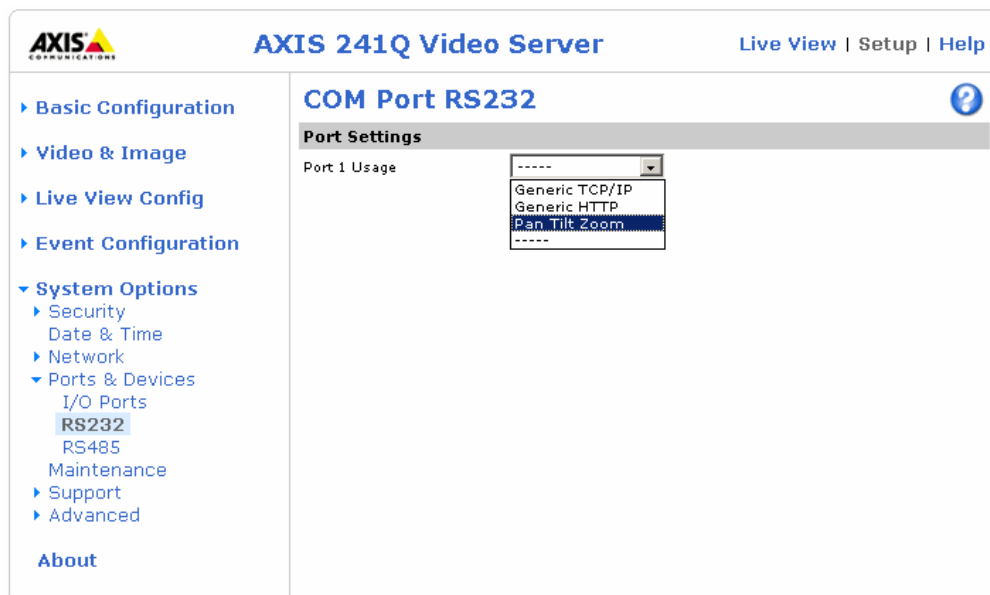 AXIS COMMUNICATIONS
AXIS 241Q Video Server
Live View | Setup | Help
Basic Configuration
Video & Image
Live View Config
Event Configuration
System Options
Security
Date & Time
Network
Ports & Devices
I/O Ports
RS232
RS485
Maintenance
Support
Advanced
About
COM Port RS232
?
Port Settings
Port 1 Usage
-----
Generic TCP/IP
Generic HTTP
Pan Tilt Zoom
-----